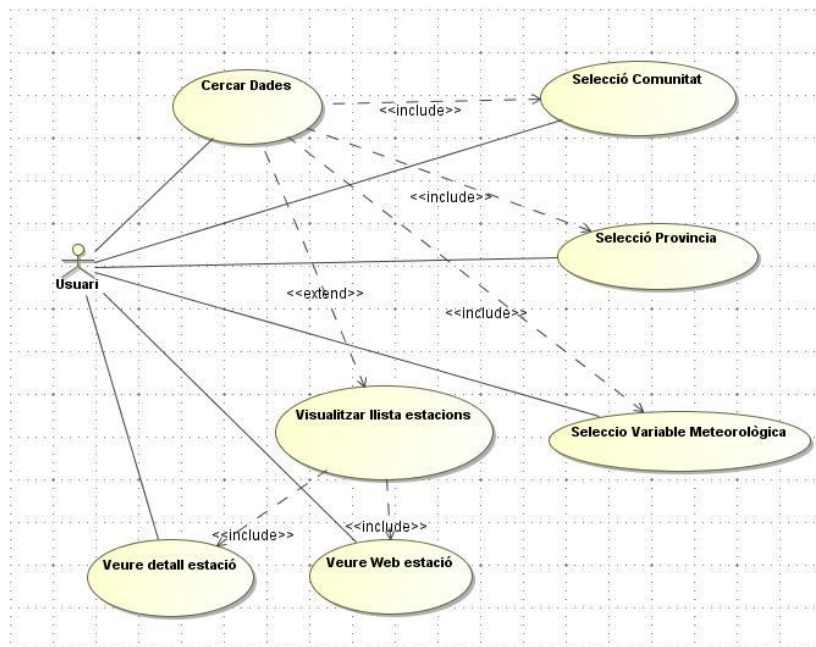 Cercar Dades
Selecció Comunitat
<<include>>
<<include>>
Selecció Provincia
Usuari
<<extend>>
<<include>>
Visualitzar llista estacions
Seleccio Variable Meteorològica
<<include>>
<<include>>
Veure detall estació
Veure Web estació